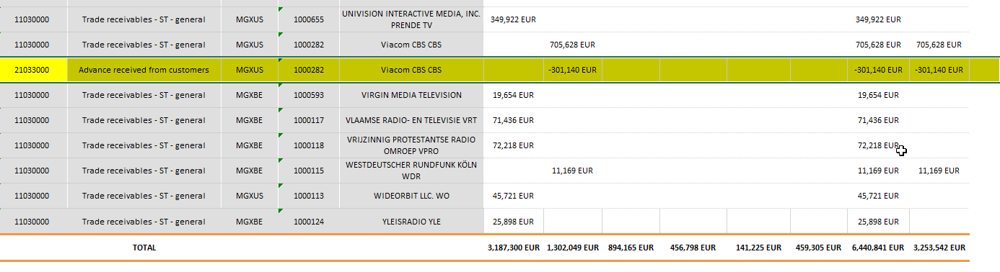 UNIVISION INTERACTIVE MEDIA, INC.
11030000 Trade receivables - ST - general MGXUS 1000655 PRENDE TV 349,922 EUR 349,922 EUR
11030000 Trade receivables - ST - general MGXUS 1000282 Viacom CBS CBS 705,628 EUR 705,628 EUR 705,628 EUR
21033000 Advance received from customers MGXUS 1000282 Viacom CBS CBS -301,140 EUR -301,140 EUR -301,140 EUR
11030000 Trade receivables - ST - general MGXBE 1000593 VIRGIN MEDIA TELEVISION 19,654 EUR 19,654 EUR
11030000 Trade receivables - ST - general MGXBE 1000117 VLAAMSE RADIO- EN TELEVISIE VRT 71,436 EUR 71,436 EUR
VRIJZINNIG PROTESTANTSE RADIO
11030000 Trade receivables - ST - general MGXBE 1000118 OMROEP VPRO 72,218 EUR 72,218 EUR
WESTDEUTSCHER RUNDFUNK KÖLN
11030000 Trade receivables - ST - general MGXBE 1000115 WDR 11,169 EUR 11,169 EUR 11,169 EUR
11030000 Trade receivables - ST - general MGXUS 1000113 WIDEORBIT LLC. WO 45,721 EUR 45,721 EUR
11030000 Trade receivables - ST - general MGXBE 1000124 YLEISRADIO YLE 25,898 EUR 25,898 EUR
TOTAL 3,187,300 EUR 1,302,049 EUR 894,165 EUR 456,798 EUR 141,225 EUR 459,305 EUR 6,440,841 EUR 3,253,542 EUR